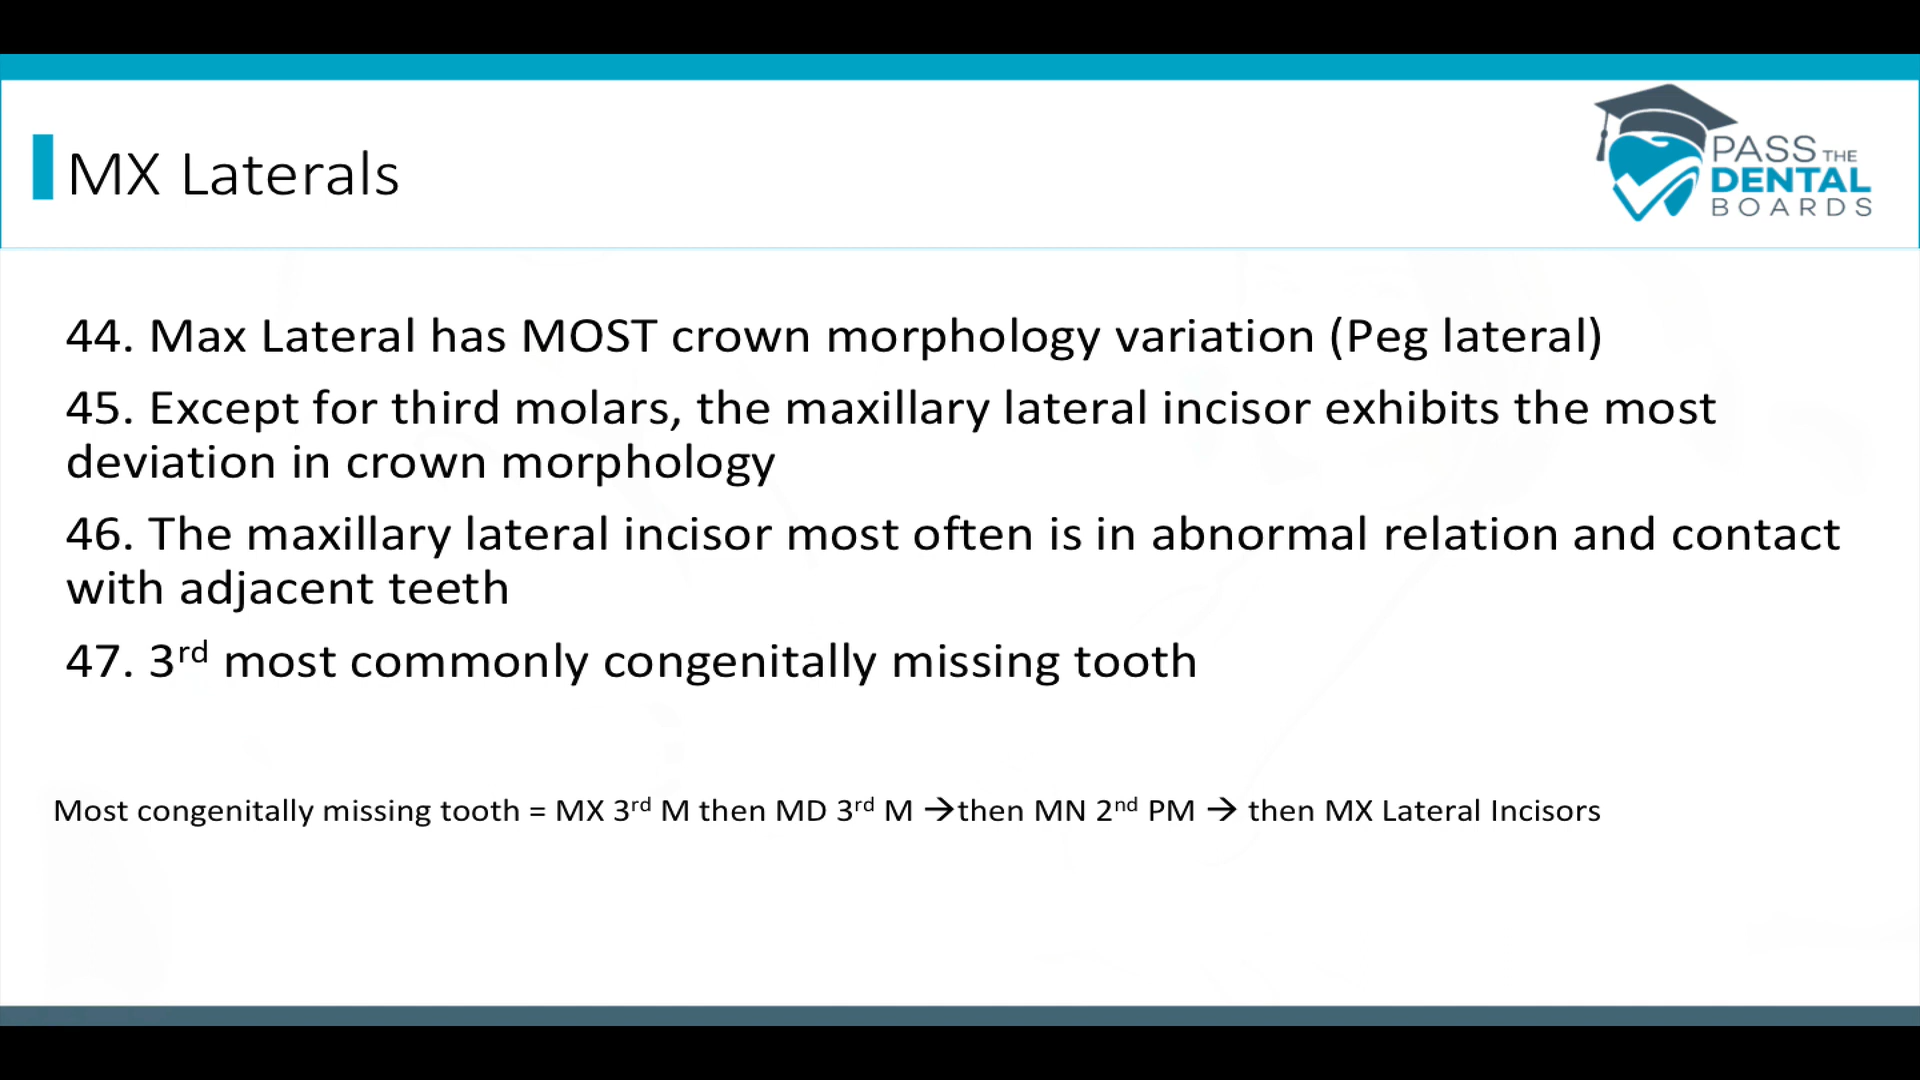 MX Laterals
PASS THE
DENTAL
BOARDS
44. Max Lateral has MOST crown morphology variation (Peg lateral)
45. Except for third molars, the maxillary lateral incisor exhibits the most
deviation in crown morphology
46. The maxillary lateral incisor most often is in abnormal relation and contact
with adjacent teeth
47. 3rd most commonly congenitally missing tooth
Most congenitally missing tooth = MX 3rd M then MD 3rd M →then MN 2nd PM → then MX Lateral Incisors